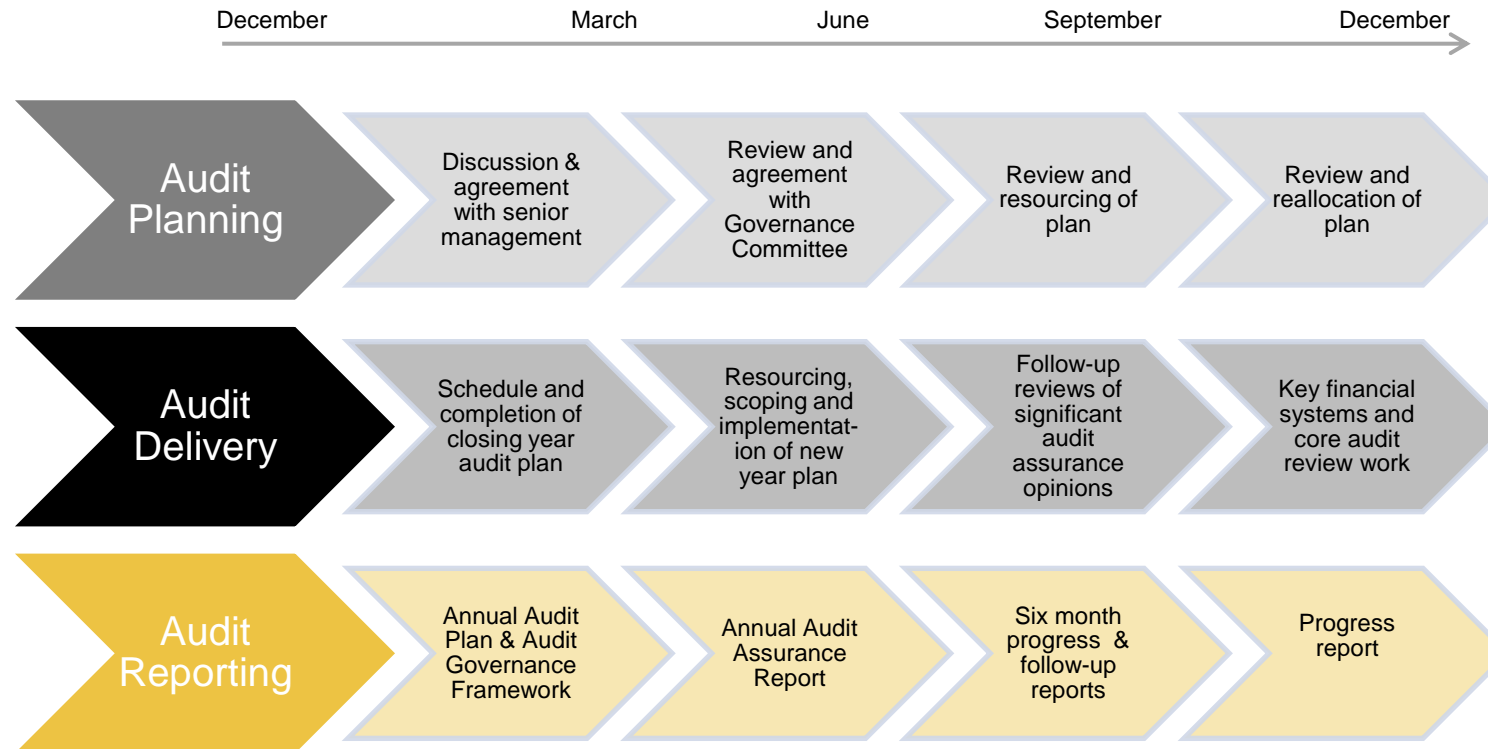 December March June September December
Audit
Planning
Discussion &
agreement
with senior
management
Review and
agreement
with
Governance
Committee
Review and
resourcing of
plan
Review and
reallocation of
plan
Audit
Delivery
Schedule and
completion of
closing year
audit plan
Resourcing,
scoping and
implementat-
ion of new
year plan
Follow-up
reviews of
significant
audit
assurance
opinions
Key financial
systems and
core audit
review work
Audit
Reporting
Annual Audit
Plan & Audit
Governance
Framework
Annual Audit
Assurance
Report
Six month
progress &
follow-up
reports
Progress
report